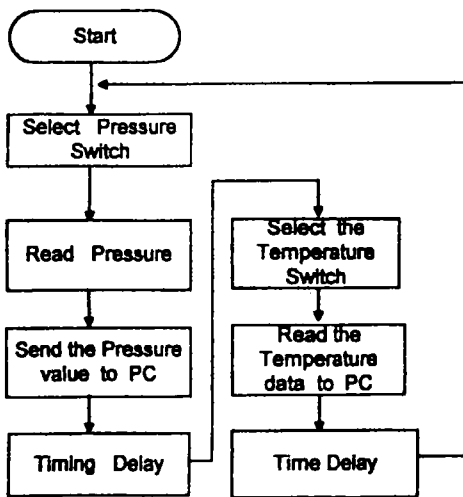 Start
Select Pressure
Switch
Read Pressure
Send the Pressure
value to PC
Timing Delay
Select the
Temperature
Switch
Read the
Temperature
data to PC
Time Delay